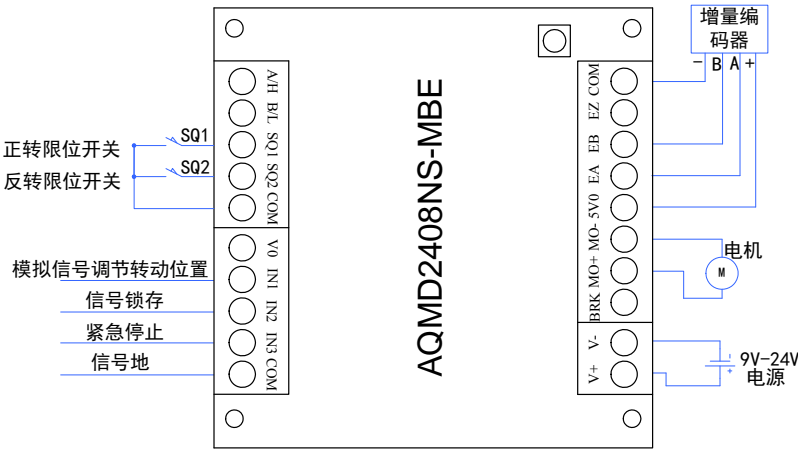 增量编
码器
- B A +
A/H
B/L
SQ1
SQ2
COM
V0
IN1
IN2
IN3
COM
SQ1
正转限位开关
SQ2
反转限位开关
模拟信号调节转动位置
信号锁存
紧急停止
信号地
AQMD2408NS-MBE
COM
EZ
EB
EA
5V0
MO-
MO+
BRK
V-
V+
电机
M
- 9V-24V
+ 电源